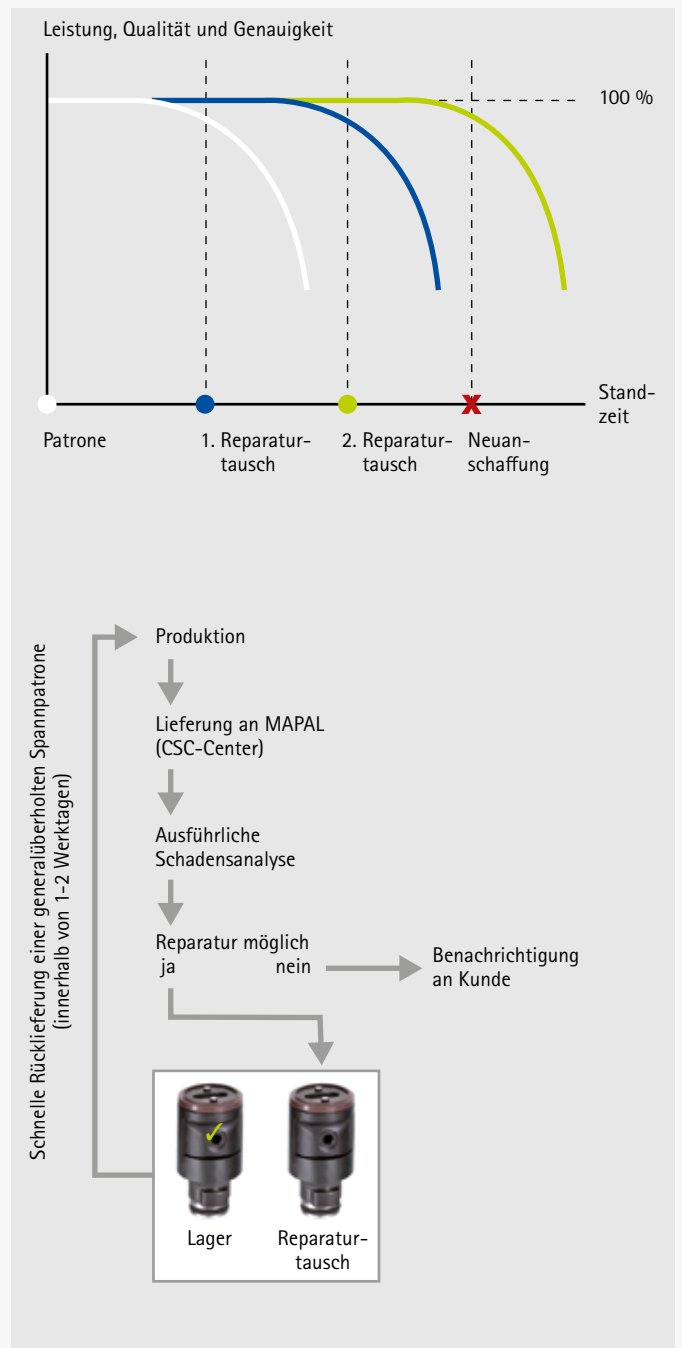 Leistung, Qualität und Genauigkeit
100 %
Stand-
zeit
Patrone
1. Reparatur-
tausch
2. Reparatur-
tausch
Neuan-
schaffung
Schnelle Rücklieferung einer generalüberholten Spannpatrone
(innerhalb von 1-2 Werktagen)
Produktion
Lieferung an MAPAL
(CSC-Center)
Ausführliche
Schadensanalyse
Reparatur möglich
ja nein
Benachrichtigung
an Kunde
Lager
Reparatur-
tausch